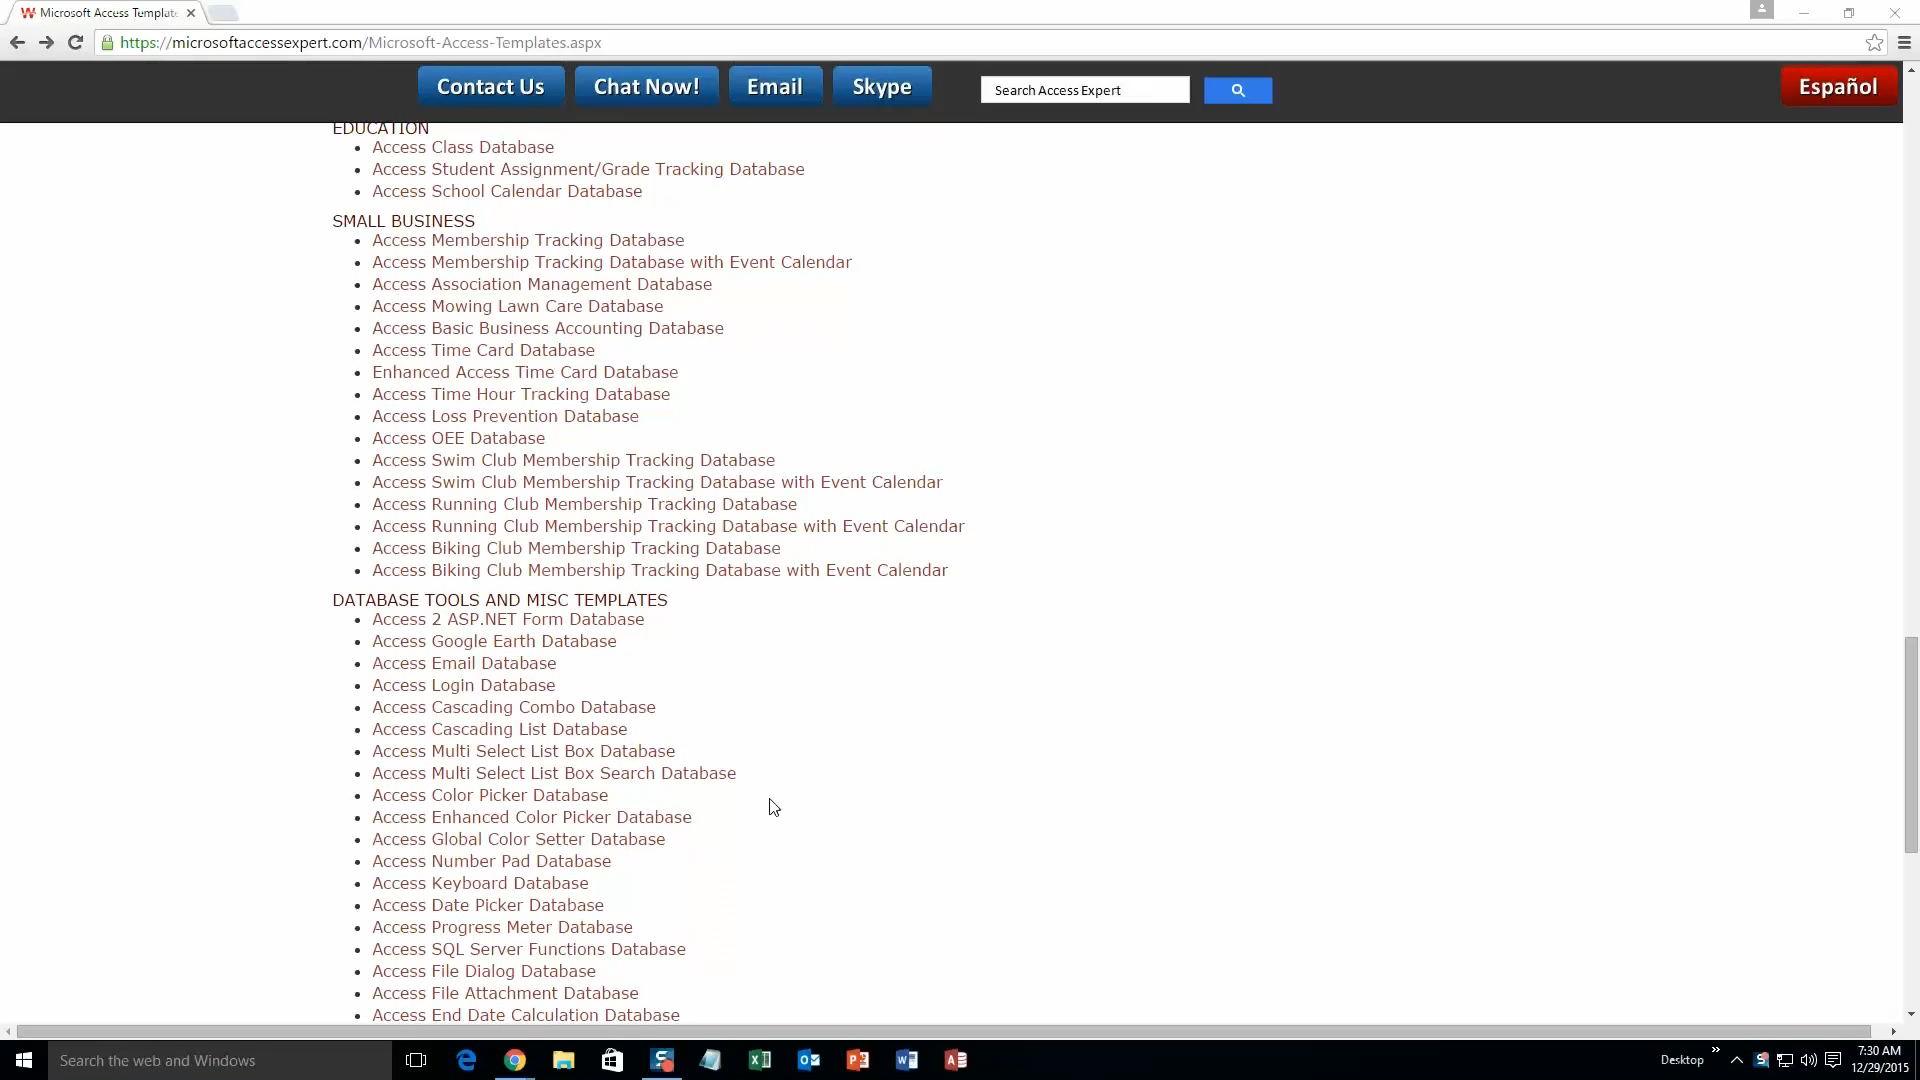 Microsoft Access Templat
https://microsoftaccessexpert.com/Microsoft-Access-Templates.aspx
Contact Us
Chat Now!
Email
Skype
Search Access Expert
Español
EDUCATION
Access Class Database
Access Student Assignment/Grade Tracking Database
Access School Calendar Database
SMALL BUSINESS
Access Membership Tracking Database
Access Membership Tracking Database with Event Calendar
Access Association Management Database
Access Mowing Lawn Care Database
Access Basic Business Accounting Database
Access Time Card Database
Enhanced Access Time Card Database
Access Time Hour Tracking Database
Access Loss Prevention Database
Access OEE Database
Access Swim Club Membership Tracking Database
Access Swim Club Membership Tracking Database with Event Calendar
Access Running Club Membership Tracking Database
Access Running Club Membership Tracking Database with Event Calendar
Access Biking Club Membership Tracking Database
Access Biking Club Membership Tracking Database with Event Calendar
DATABASE TOOLS AND MISC TEMPLATES
Access 2 ASP.NET Form Database
Access Google Earth Database
Access Email Database
Access Login Database
Access Cascading Combo Database
Access Cascading List Database
Access Multi Select List Box Database
Access Multi Select List Box Search Database
Access Color Picker Database
Access Enhanced Color Picker Database
Access Global Color Setter Database
Access Number Pad Database
Access Keyboard Database
Access Date Picker Database
Access Progress Meter Database
Access SQL Server Functions Database
Access File Dialog Database
Access File Attachment Database
Access End Date Calculation Database
Search the web and Windows
Desktop
7:30 AM
12/29/2015